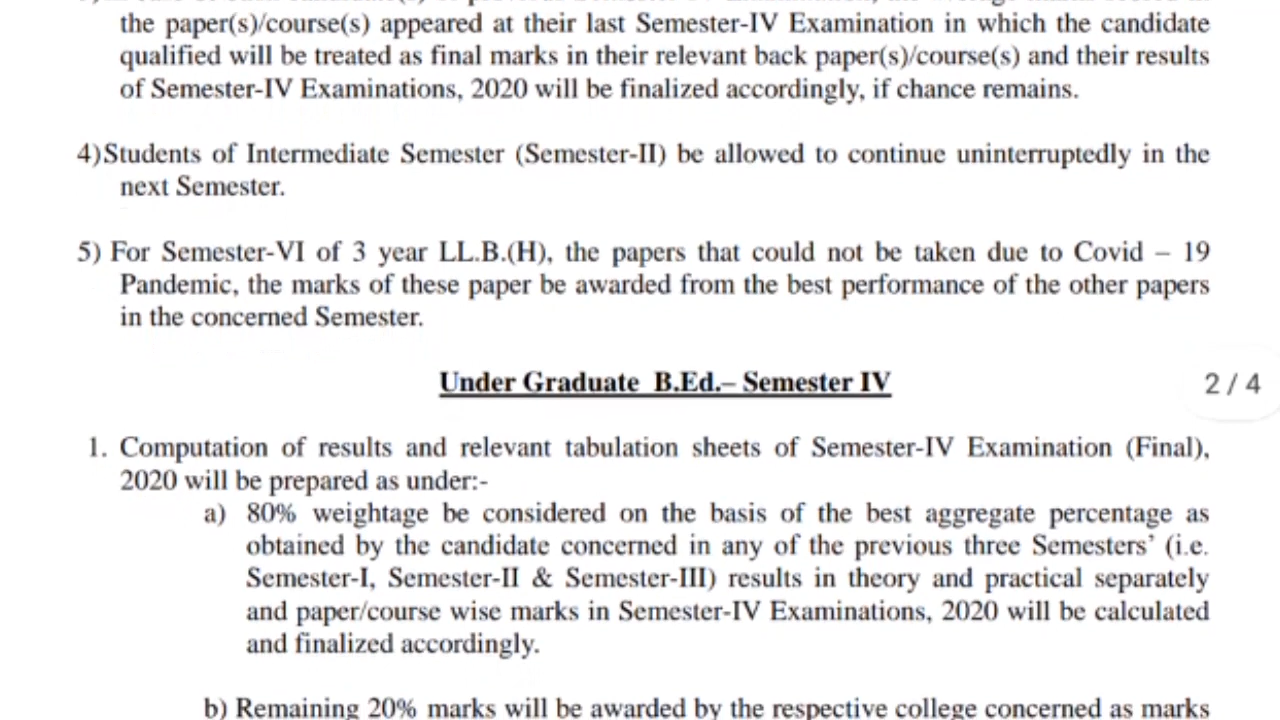 the paper(s)/course(s) appeared at their last Semester-IV Examination in which the candidate
qualified will be treated as final marks in their relevant back paper(s)/course(s) and their results
of Semester-IV Examinations, 2020 will be finalized accordingly, if chance remains.
4)Students of Intermediate Semester (Semester-II) be allowed to continue uninterruptedly in the
next Semester.
5) For Semester-VI of 3 year LL.B.(H), the papers that could not be taken due to Covid – 19
Pandemic, the marks of these paper be awarded from the best performance of the other papers
in the concerned Semester.
Under Graduate B.Ed.– Semester IV
2 / 4
1. Computation of results and relevant tabulation sheets of Semester-IV Examination (Final),
2020 will be prepared as under:-
a) 80% weightage be considered on the basis of the best aggregate percentage as
obtained by the candidate concerned in any of the previous three Semesters’ (i.e.
Semester-I, Semester-II & Semester-III) results in theory and practical separately
and paper/course wise marks in Semester-IV Examinations, 2020 will be calculated
and finalized accordingly.
b) Remaining 20% marks will be awarded by the respective college concerned as marks